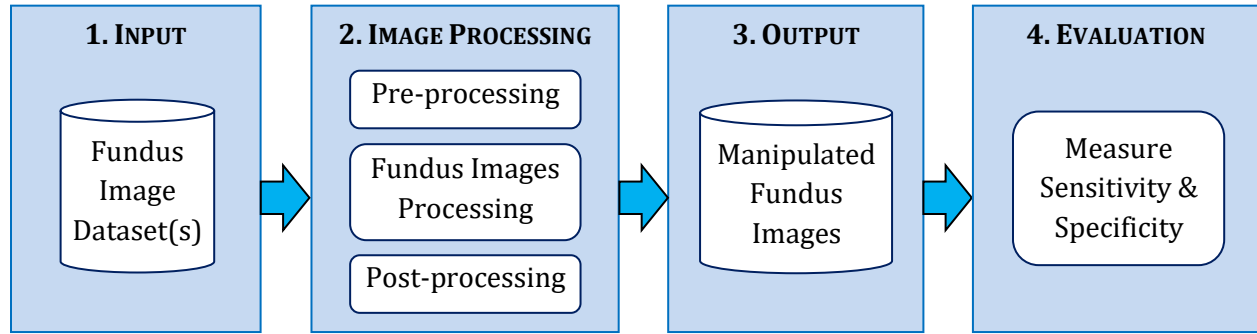 1. INPUT
Fundus
Image
Dataset(s)
2. IMAGE PROCESSING
Pre-processing
Fundus Images
Processing
Post-processing
3. OUTPUT
Manipulated
Fundus
Images
4. EVALUATION
Measure
Sensitivity &
Specificity